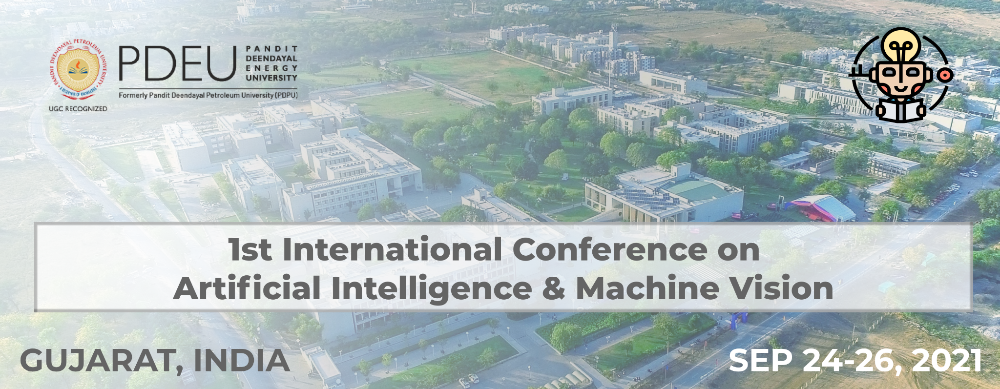 PANDIT DEENDAYAL PETROLEUM UNIVERSITY
A RESERVOIR OF KNOWLEDGE
UGC RECOGNIZED
PDEU
PANDIT
DEENDAYAL
ENERGY
UNIVERSITY
Formerly Pandit Deendayal Petroleum University (PDPU)
1st International Conference on
Artificial Intelligence & Machine Vision
GUJARAT, INDIA
SEP 24-26, 2021